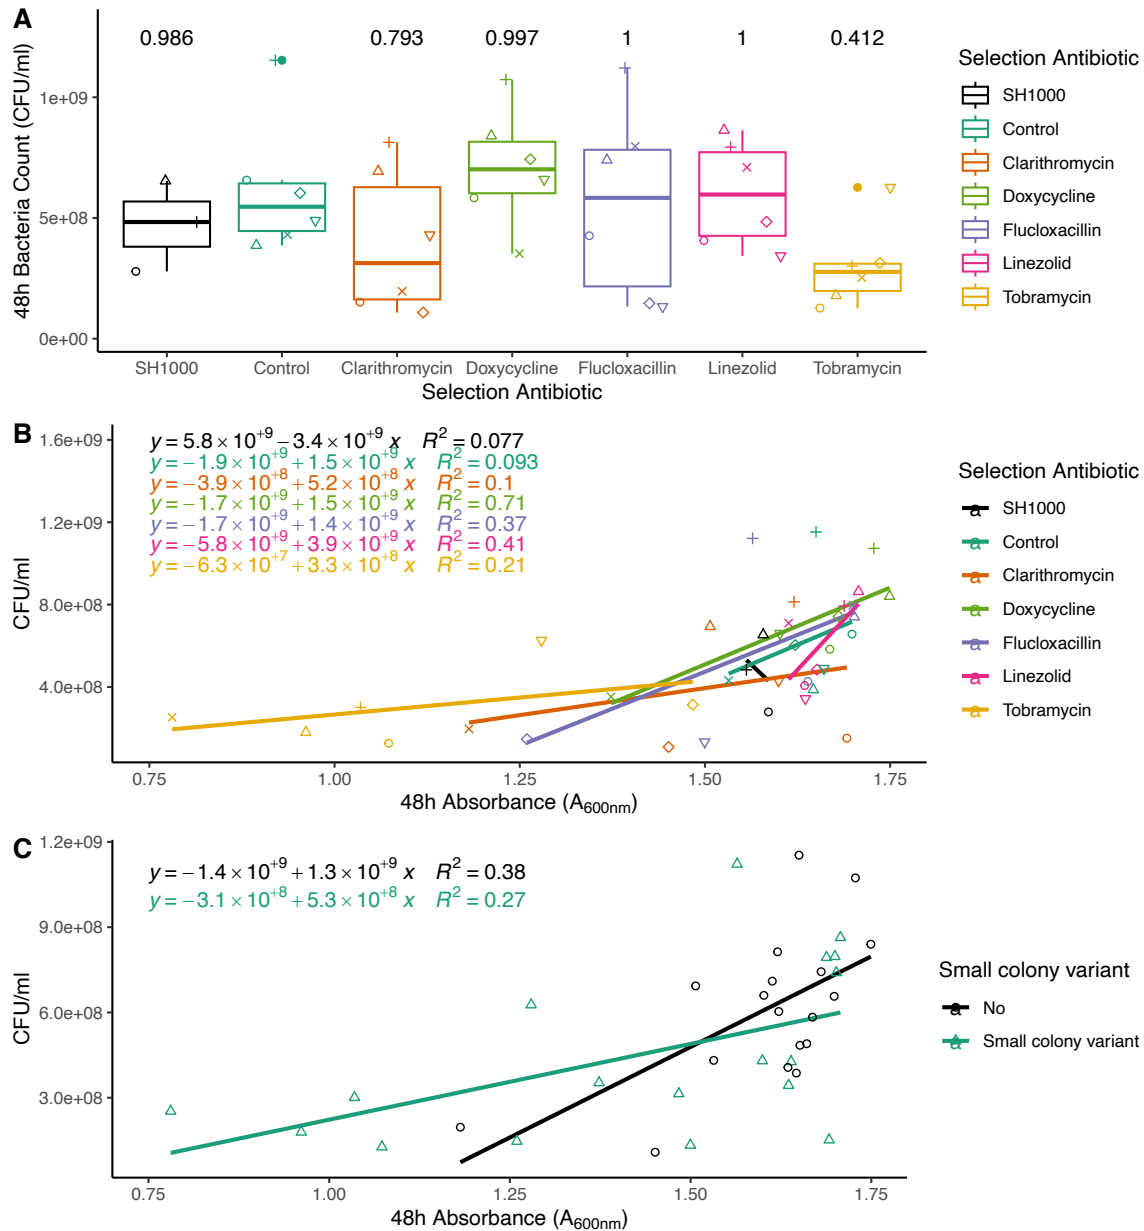 A
0.986 0.793 0.997 1 1 0.412
48h Bacteria Count (CFU/ml)
1e+09
5e+08
0e+00
SH1000 Control Clarithromycin Doxycycline Flucloxacillin Linezolid Tobramycin
Selection Antibiotic
Selection Antibiotic
SH1000
Control
Clarithromycin
Doxycycline
Flucloxacillin
Linezolid
Tobramycin
B
y = 5.8 × 10^+9 − 3.4 × 10^+9 x R^2 = 0.077
y = −1.9 × 10^+9 + 1.5 × 10^+9 x R^2 = 0.093
y = −3.9 × 10^+8 + 5.2 × 10^+8 x R^2 = 0.1
y = −1.7 × 10^+9 + 1.5 × 10^+9 x R^2 = 0.71
y = −1.7 × 10^+9 + 1.4 × 10^+9 x R^2 = 0.37
y = −5.8 × 10^+9 + 3.9 × 10^+9 x R^2 = 0.41
y = −6.3 × 10^+7 + 3.3 × 10^+8 x R^2 = 0.21
CFU/ml
1.6e+09
1.2e+09
8.0e+08
4.0e+08
0.75 1.00 1.25 1.50 1.75
48h Absorbance (A600nm)
Selection Antibiotic
a SH1000
a Control
a Clarithromycin
a Doxycycline
a Flucloxacillin
a Linezolid
a Tobramycin
C
y = −1.4 × 10^+9 + 1.3 × 10^+9 x R^2 = 0.38
y = −3.1 × 10^+8 + 5.3 × 10^+8 x R^2 = 0.27
CFU/ml
1.2e+09
9.0e+08
6.0e+08
3.0e+08
0.75 1.00 1.25 1.50 1.75
48h Absorbance (A600nm)
Small colony variant
a No
a Small colony variant